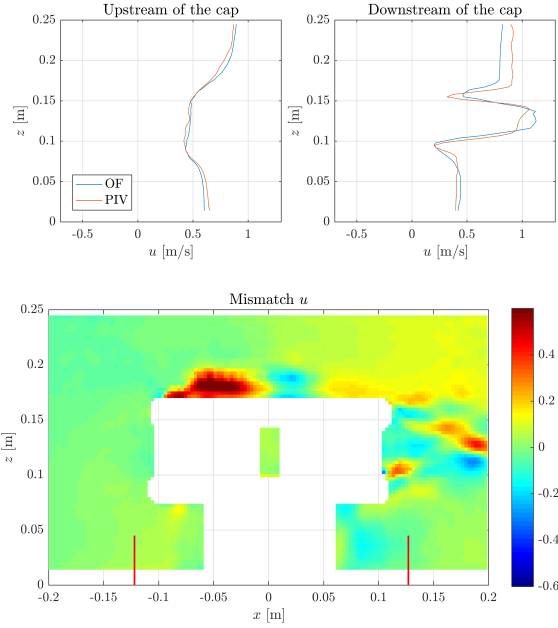 Upstream of the cap
0.25
0.2
0.15
0.1
0.05
0
z [m]
OF
PIV
-0.5 0 0.5 1
u [m/s]
Downstream of the cap
0.25
0.2
0.15
0.1
0.05
0
z [m]
-0.5 0 0.5 1
u [m/s]
Mismatch u
0.25
0.2
0.15
0.1
0.05
0
z [m]
-0.2 -0.15 -0.1 -0.05 0 0.05 0.1 0.15 0.2
x [m]
0.4
0.2
0
-0.2
-0.4
-0.6